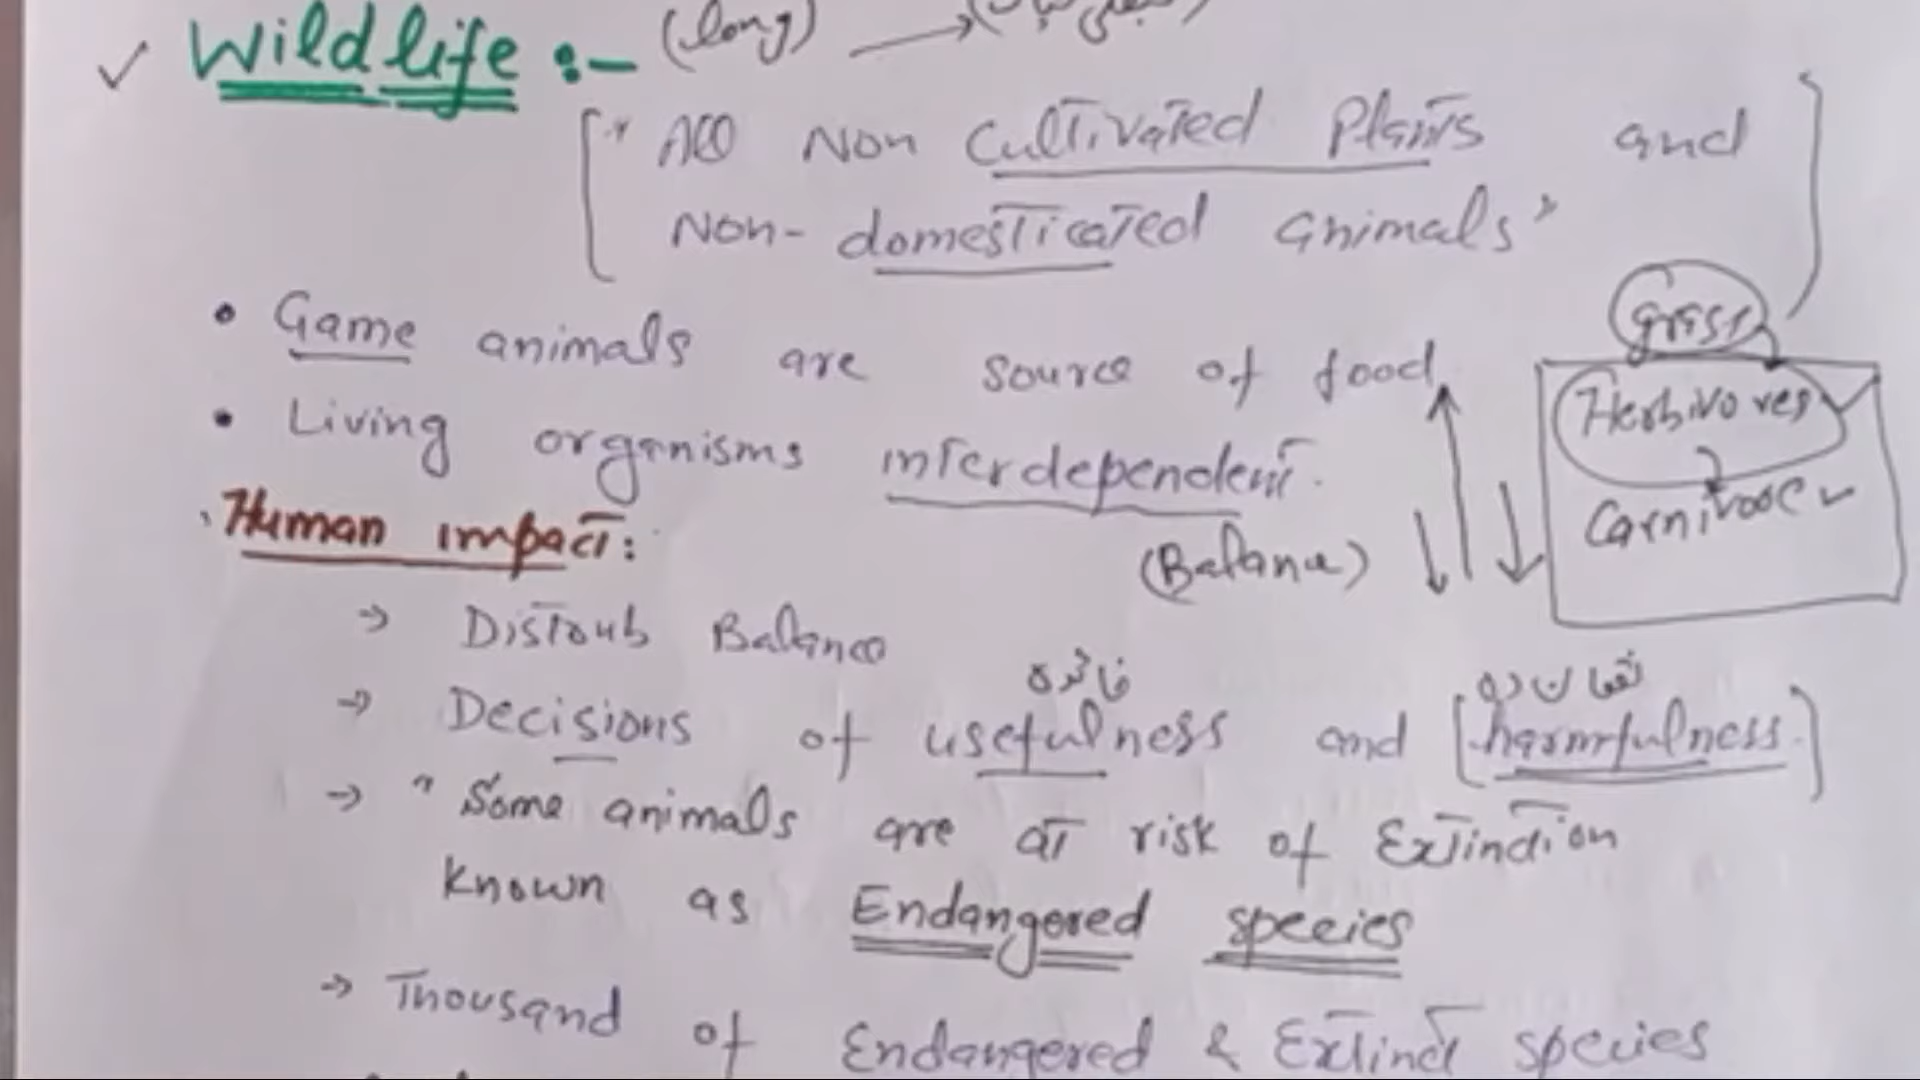 ✓ Wildlife :- (long) →
" All Non Cultivated Plants and
Non-domesticated animals"
• Game animals are source of food
• Living organisms interdependent.
(Balance)
grass
Herbivores
Carnivore
Human impact:
→ Distoub Balance
فائدہ
نقصان دہ
→ Decisions of usefulness and [harmfulness.]
→ " Some animals are at risk of Extinction
known as Endangered species
→ Thousand of Endangered & Extinct species